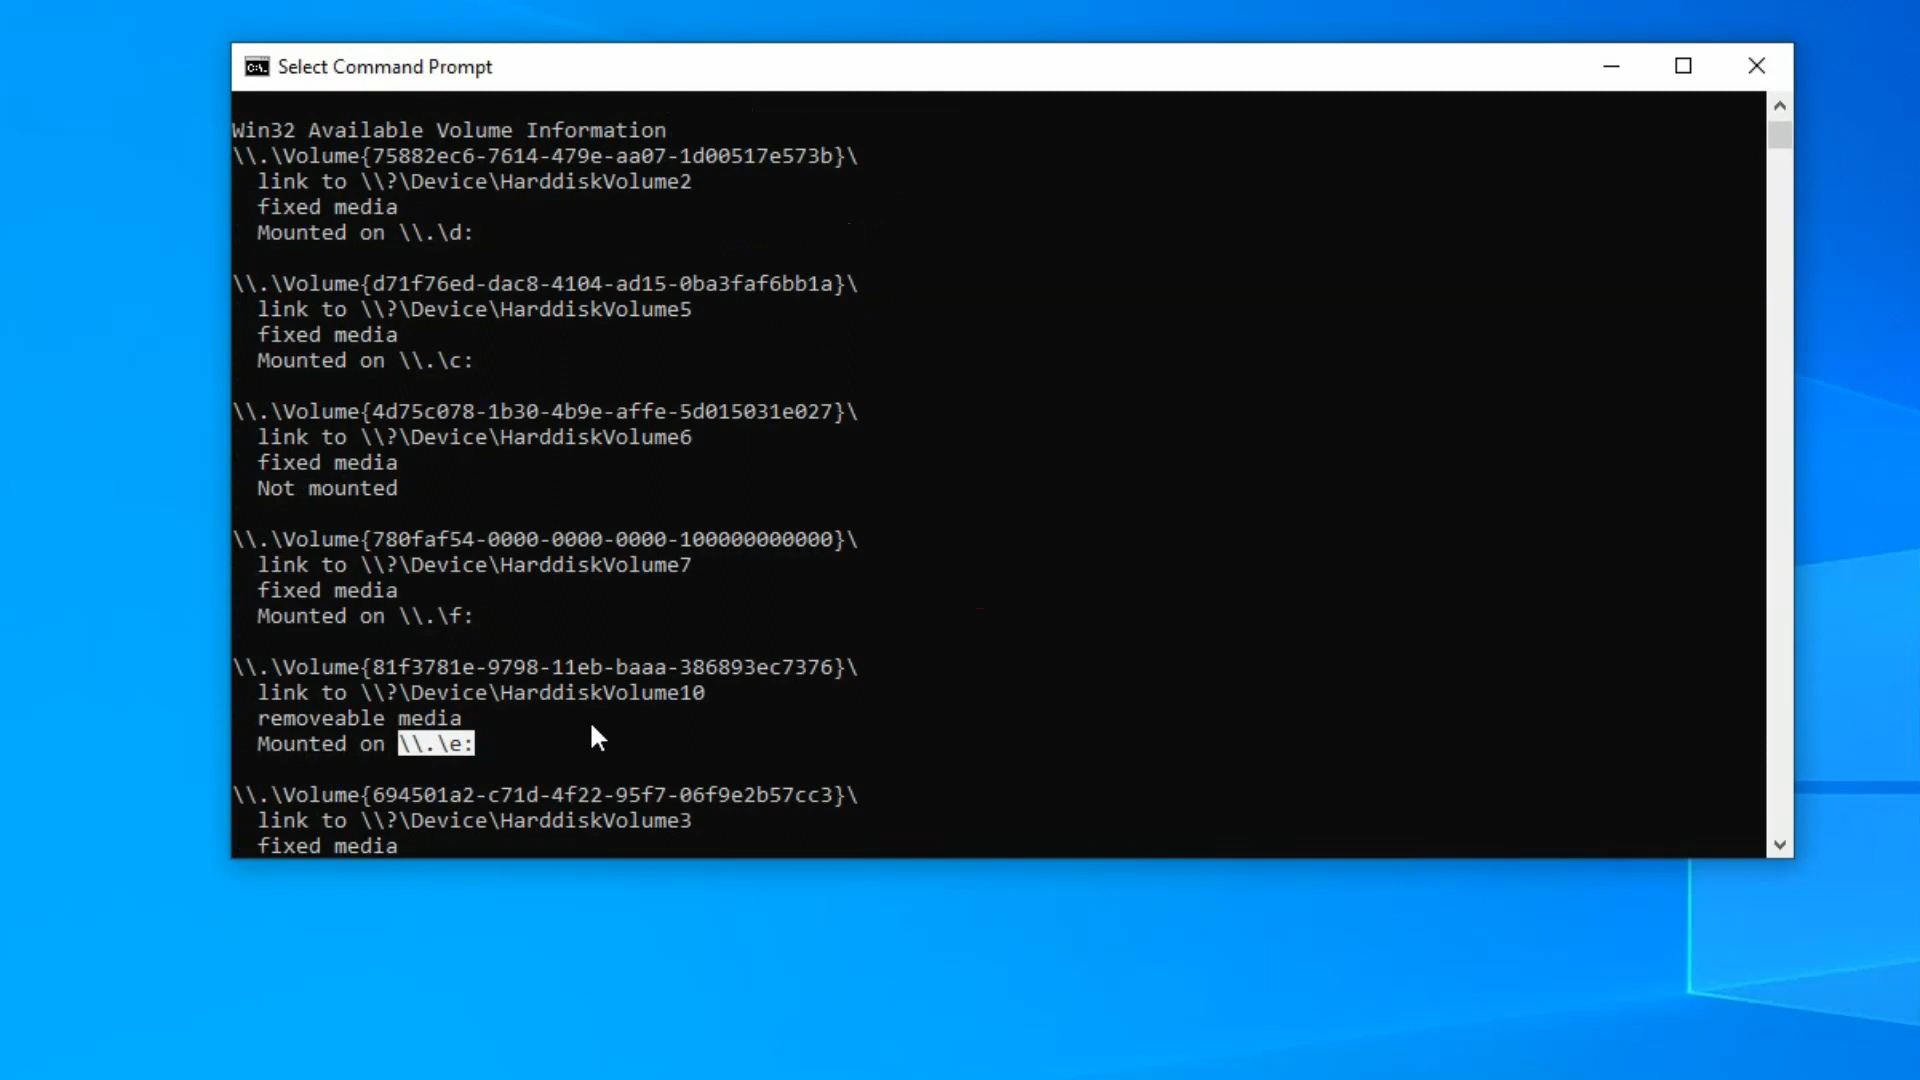 Select Command Prompt
Win32 Available Volume Information
\\.\Volume{75882ec6-7614-479e-aa07-1d00517e573b}\
link to \\?\Device\HarddiskVolume2
fixed media
Mounted on \\.\d:
\\.\Volume{d71f76ed-dac8-4104-ad15-0ba3faf6bb1a}\
link to \\?\Device\HarddiskVolume5
fixed media
Mounted on \\.\c:
\\.\Volume{4d75c078-1b30-4b9e-affe-5d015031e027}\
link to \\?\Device\HarddiskVolume6
fixed media
Not mounted
\\.\Volume{780faf54-0000-0000-0000-100000000000}\
link to \\?\Device\HarddiskVolume7
fixed media
Mounted on \\.\f:
\\.\Volume{81f3781e-9798-11eb-baaa-386893ec7376}\
link to \\?\Device\HarddiskVolume10
removeable media
Mounted on \\.\e:
\\.\Volume{694501a2-c71d-4f22-95f7-06f9e2b57cc3}\
link to \\?\Device\HarddiskVolume3
fixed media